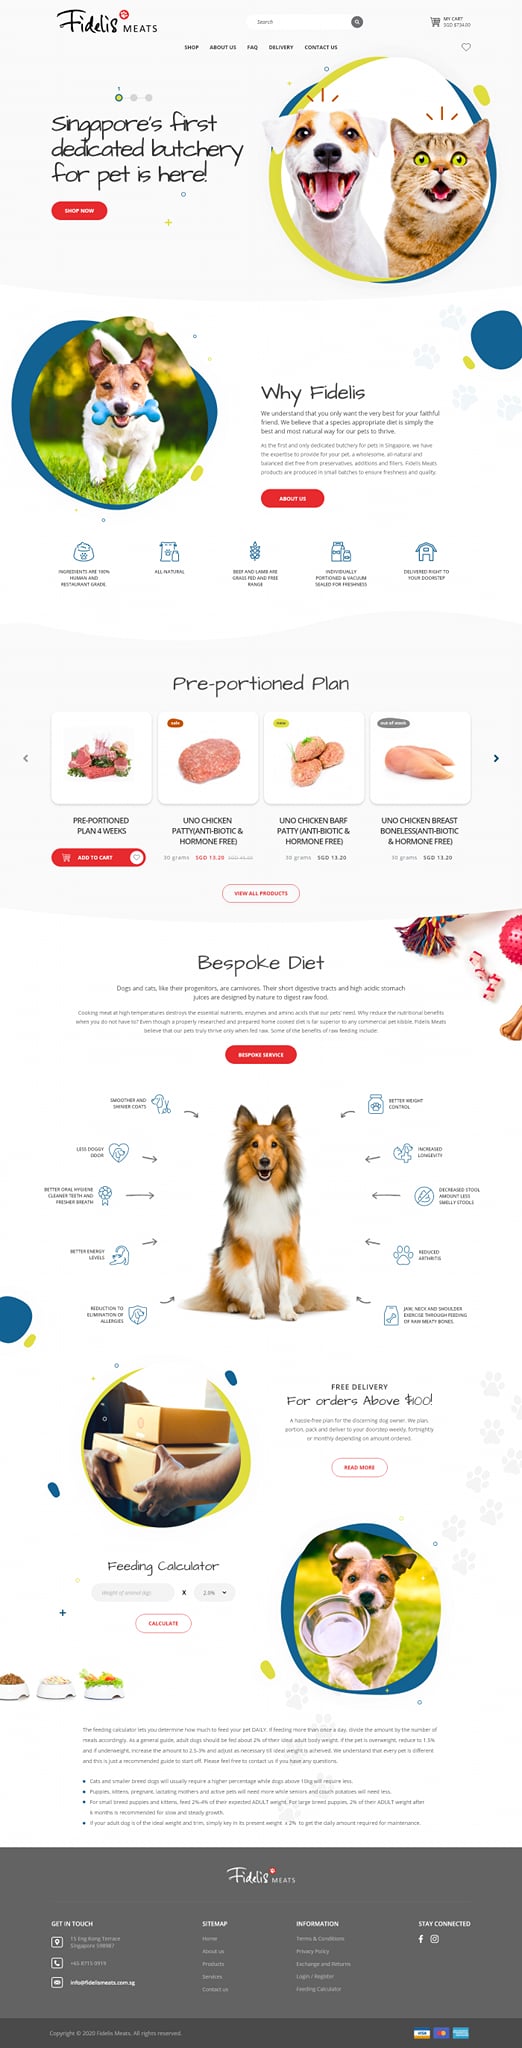 Fidelis MEATS
Search
MY CART
SGD $734.00
SHOP
ABOUT US
FAQ
DELIVERY
CONTACT US
1
Singapore's first
dedicated butchery
for pet is here!
SHOP NOW
Why Fidelis
We understand that you only want the very best for your faithful
friend. We believe that a species appropriate diet is simply the
best and most natural way for our pets to thrive.
As the first and only dedicated butchery for pets in Singapore, we have
the expertise to provide for your pet, a wholesome, all-natural and
balanced diet free from preservatives, additions and fillers. Fidelis Meats
products are produced in small batches to ensure freshness and quality.
ABOUT US
INGREDIENTS ARE 100%
HUMAN AND
RESTAURANT GRADE.
ALL-NATURAL
BEEF AND LAMB ARE
GRASS FED AND FREE
RANGE
INDIVIDUALLY
PORTIONED & VACUUM
SEALED FOR FRESHNESS
DELIVERED RIGHT TO
YOUR DOORSTEP
Pre-portioned Plan
sale
new
out of stock
PRE-PORTIONED
PLAN 4 WEEKS
ADD TO CART
UNO CHICKEN
PATTY(ANTI-BIOTIC &
HORMONE FREE)
30 grams SGD 13.20
UNO CHICKEN BARF
PATTY (ANTI-BIOTIC &
HORMONE FREE)
30 grams SGD 13.20
UNO CHICKEN BREAST
BONELESS(ANTI-BIOTIC
& HORMONE FREE)
30 grams SGD 13.20
VIEW ALL PRODUCTS
Bespoke Diet
Dogs and cats, like their progenitors, are carnivores. Their short digestive tracts and high acidic stomach
juices are designed by nature to digest raw food.
Cooking meat at high temperatures destroys the essential nutrients, enzymes and amino acids that our pets' need. Why reduce the nutritional benefits
when you do not have to? Even though a properly researched and prepared home cooked diet is far superior to any commercial pet kibble, Fidelis Meats
believe that our pets truly thrive only when fed raw. Some of the benefits of raw feeding include:
BESPOKE SERVICE
SMOOTHER AND
SHINIER COATS
BETTER WEIGHT
CONTROL
LESS DOGGY
ODOR
INCREASED
LONGEVITY
BETTER ORAL HYGIENE
CLEANER TEETH AND
FRESHER BREATH
DECREASED STOOL
AMOUNT LESS
SMELLY STOOLS
BETTER ENERGY
LEVELS
REDUCED
ARTHRITIS
REDUCTION TO
ELIMINATION OF
ALLERGIES
JAW, NECK AND SHOULDER
EXERCISE THROUGH FEEDING
OF RAW MEATY BONES.
FREE DELIVERY
For orders Above $100!
A hassle-free plan for the discerning dog owner. We plan,
portion, pack and deliver to your doorstep weekly, fortnightly
or monthly depending on amount ordered.
READ MORE
Feeding Calculator
Weight of animal (kg)
X
2.0%
CALCULATE
The feeding calculator lets you determine how much to feed your pet DAILY. If feeding more than once a day, divide the amount by the number of
meals accordingly. As a general guide, adult dogs should be fed about 2% of their ideal adult body weight. If the pet is overweight, reduce to 1.5%
and if underweight, increase the amount to 2.5-3% and adjust as necessary till ideal weight is achieved. We understand that every pet is different
and this is just a recommended guide to start off. Please feel free to contact us if you have any questions.
Cats and smaller breed dogs will usually require a higher percentage while dogs above 10kg will require less.
Puppies, kittens, pregnant, lactating mothers and active pets will need more while seniors and couch potatoes will need less.
For small breed puppies and kittens, feed 2%-4% of their expected ADULT weight. For large breed puppies, 2% of their ADULT weight after
6 months is recommended for slow and steady growth.
If your adult dog is of the ideal weight and trim, simply key in its present weight x 2% to get the daily amount required for maintenance.
Fidelis MEATS
GET IN TOUCH
15 Eng Kong Terrace
Singapore 598987
+65 8715 0919
info@fidelismeats.com.sg
SITEMAP
Home
About us
Products
Services
Contact us
INFORMATION
Terms & Conditions
Privacy Policy
Exchange and Returns
Login / Register
Feeding Calculator
STAY CONNECTED
Copyright © 2020 Fidelis Meats. All rights reserved.
VISA